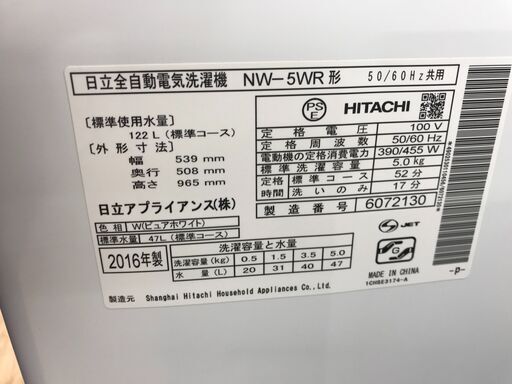 日立全自動電気洗濯機 NW-5WR形 50/60Hz共用
[標準使用水量]
122L(標準コース)
[外形寸法]
幅 539 mm
奥行 508 mm
高さ 965 mm
日立アプライアンス(株)
色相 W(ピュアホワイト)
標準水量 47L(標準コース)
PS
E
HITACHI
定格電圧 100 V
定格周波数 50/60 Hz
電動機の定格消費電力 390/455 W
標準洗濯容量 5.0 kg
定格時間 標準コース 52分
洗いのみ 17分
製造番号 6072130
2016年製
洗濯容量と水量
洗濯容量(kg) 0.5 1.5 3.5 5.0
水量(L) 20 31 40 47
JET
G
MADE IN CHINA
1CHSE3174-A
-P-
製造元 Shanghai Hitachi Household Appliances Co., Ltd.